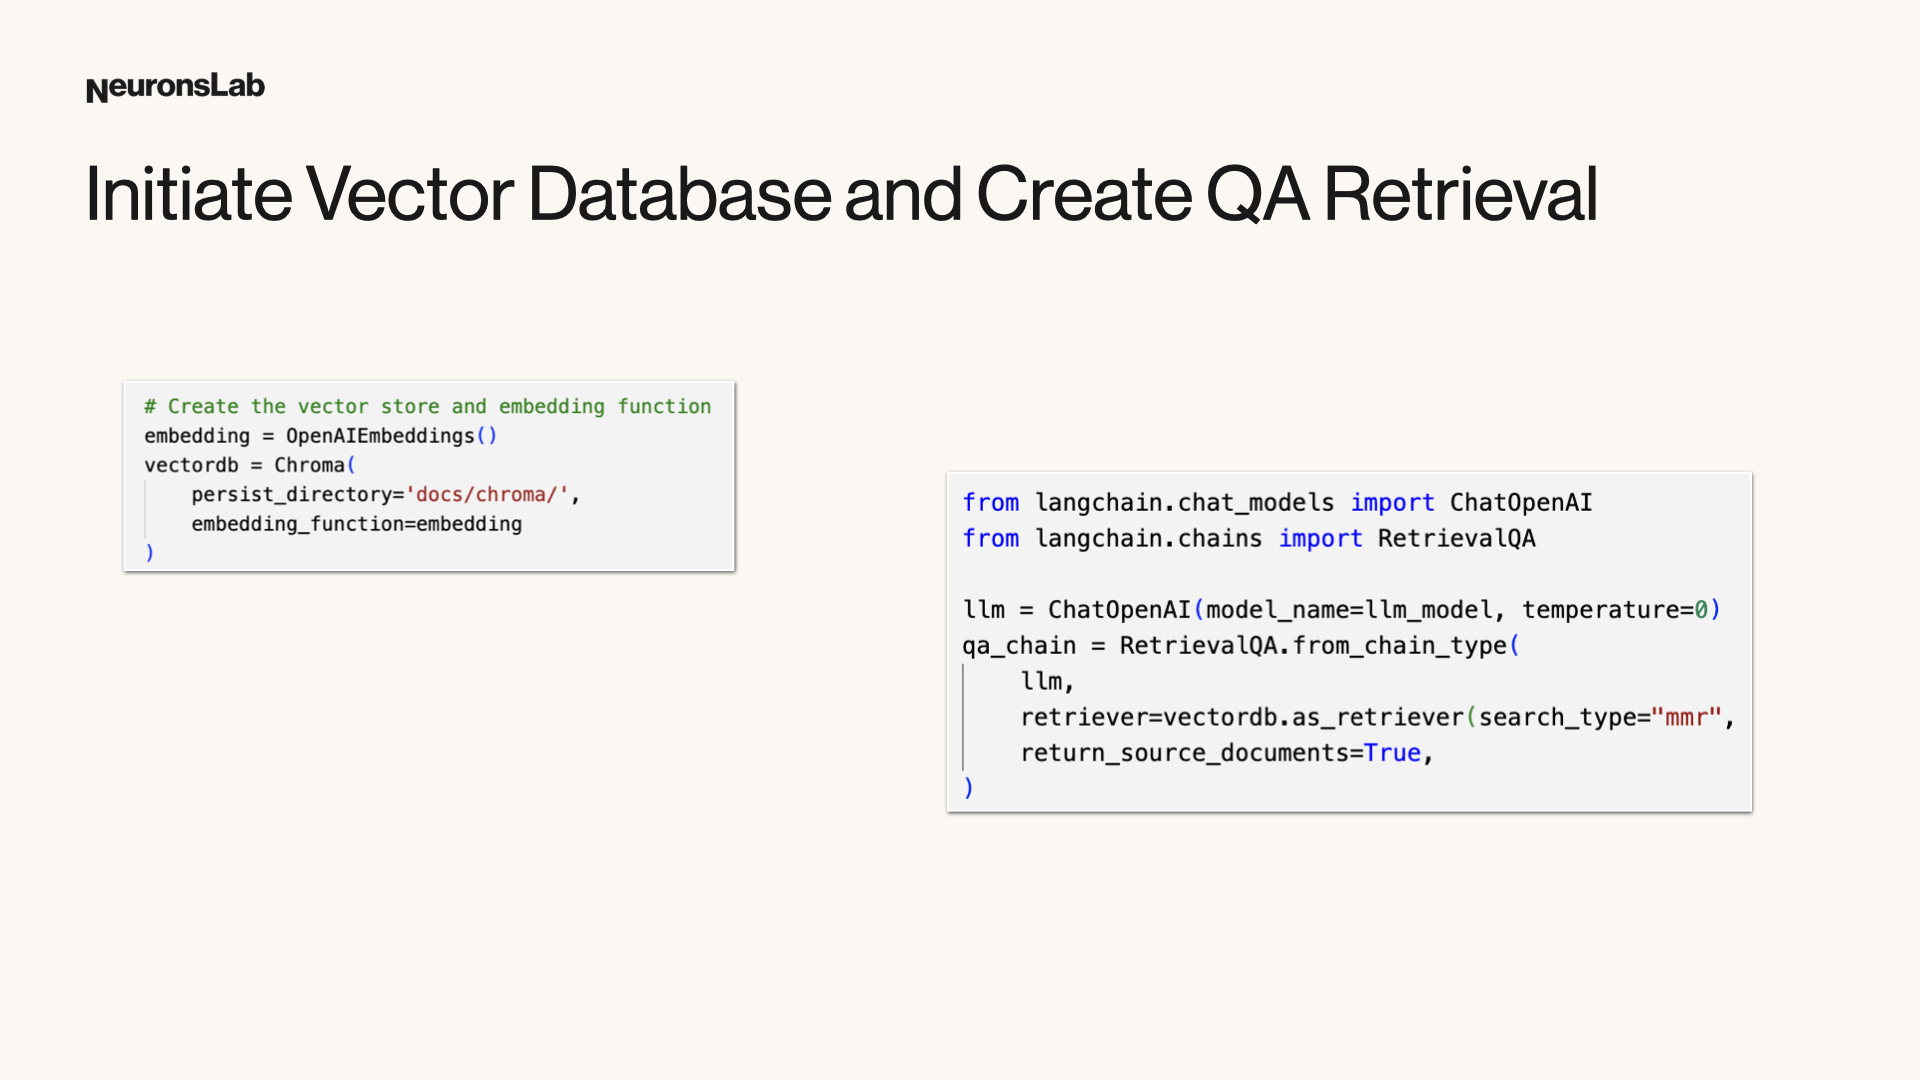 NeuronsLab
Initiate Vector Database and Create QA Retrieval
# Create the vector store and embedding function
embedding = OpenAIEmbeddings()
vectordb = Chroma(
    persist_directory='docs/chroma/',
    embedding_function=embedding
)
from langchain.chat_models import ChatOpenAI
from langchain.chains import RetrievalQA

llm = ChatOpenAI(model_name=llm_model, temperature=0)
qa_chain = RetrievalQA.from_chain_type(
    llm,
    retriever=vectordb.as_retriever(search_type="mmr",
    return_source_documents=True,
)